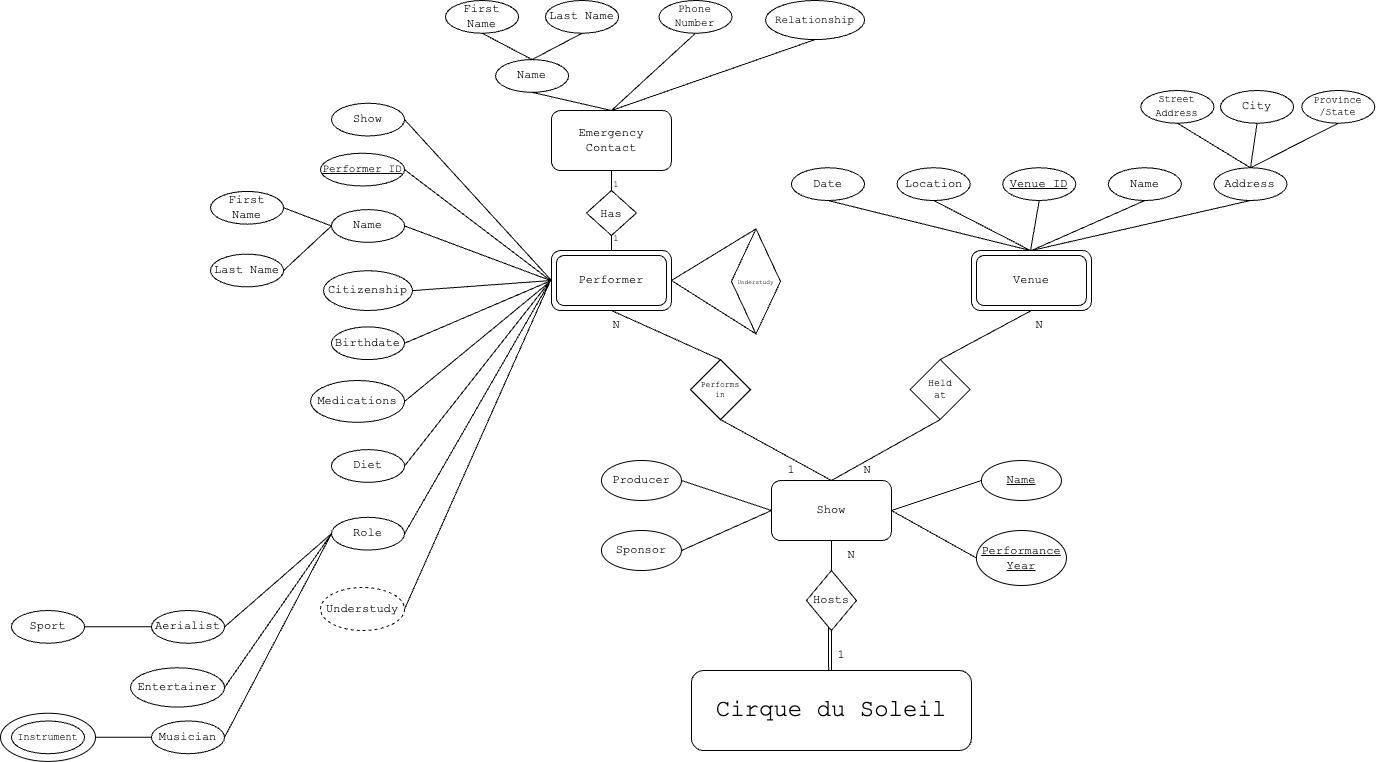 First
Name
Last Name
Phone
Number
Relationship
Name
Show
Emergency
Contact
Street
Address
City
Province
/State
Performer ID
1
Date
Location
Venue ID
Name
Address
First
Name
Name
Has
1
Last Name
Citizenship
Performer
Understudy
Venue
N
N
Birthdate
Medications
Performs
in
Held
at
Diet
1
N
Producer
Name
Show
Role
Sponsor
Performance
Year
N
Understudy
Hosts
Sport
Aerialist
1
Entertainer
Cirque du Soleil
Instrument
Musician